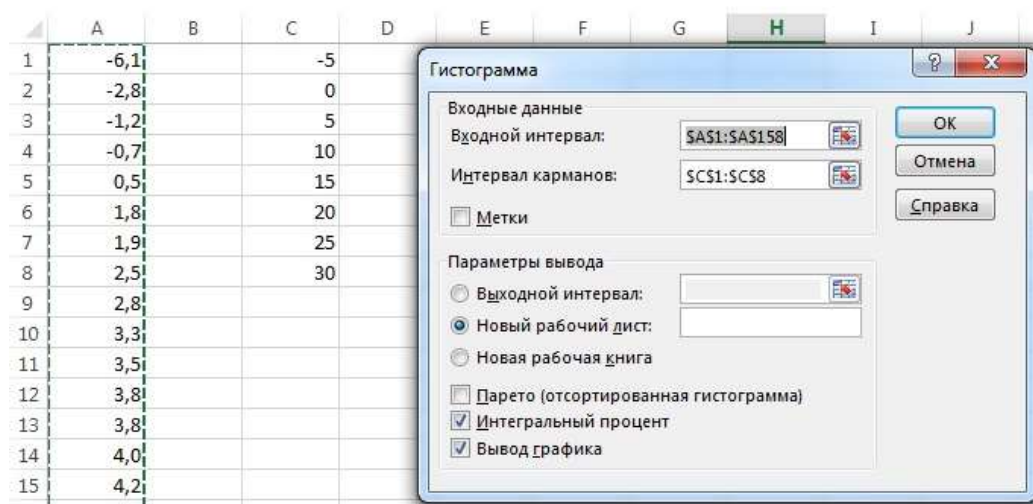 A B C D E F G H I J
1 -6,1 -5
2 -2,8 0
3 -1,2 5
4 -0,7 10
5 0,5 15
6 1,8 20
7 1,9 25
8 2,5 30
9 2,8
10 3,3
11 3,5
12 3,8
13 3,8
14 4,0
15 4,2
Гистограмма ?
Входные данные
Входной интервал: $A$1:$A$158
Интервал карманов: $C$1:$C$8
Метки
OK
Отмена
Справка
Параметры вывода
Выходной интервал:
Новый рабочий лист:
Новая рабочая книга
Парето (отсортированная гистограмма)
Интегральный процент
Вывод графика